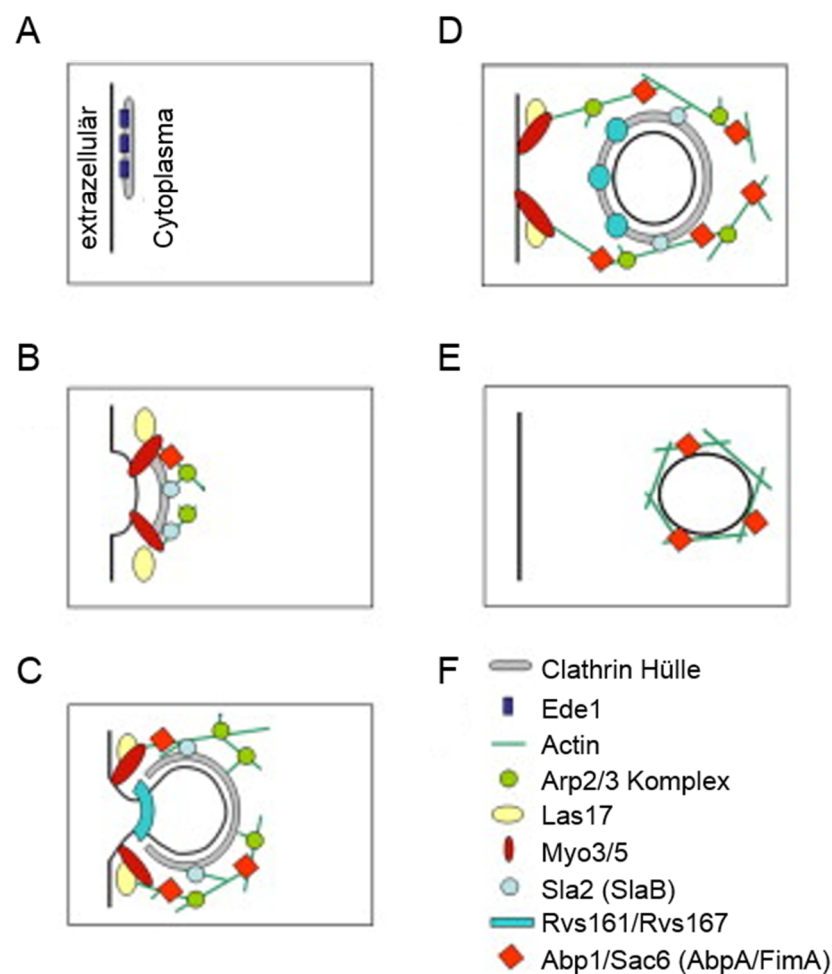 A
extrazellulär
Cytoplasma
B
C
D
E
F
Clathrin Hülle
Ede1
Actin
Arp2/3 Komplex
Las17
Myo3/5
Sla2 (SlaB)
Rvs161/Rvs167
Abp1/Sac6 (AbpA/FimA)